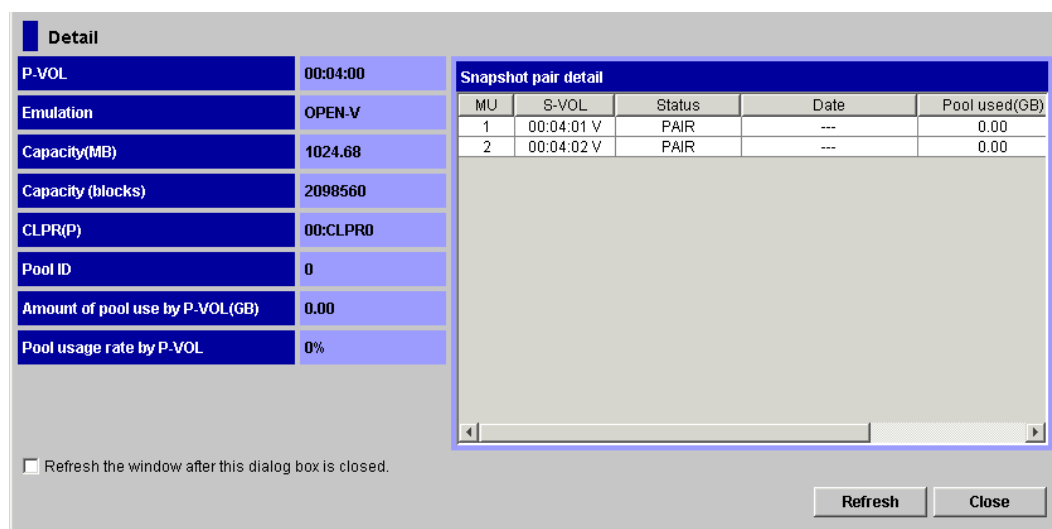 Detail
P-VOL 00:04:00
Emulation OPEN-V
Capacity(MB) 1024.68
Capacity (blocks) 2098560
CLPR(P) 00:CLPR0
Pool ID 0
Amount of pool use by P-VOL(GB) 0.00
Pool usage rate by P-VOL 0%
Snapshot pair detail
MU S-VOL Status Date Pool used(GB)
1 00:04:01 V PAIR --- 0.00
2 00:04:02 V PAIR --- 0.00
Refresh the window after this dialog box is closed.
Refresh Close